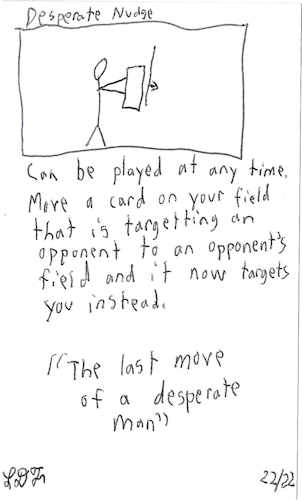 Desperate Nudge
Can be played at any time.
Move a card on your field
that is targetting an
opponent to an opponent's
field and it now targets
you instead.
"The last move
of a desperate
man"
22/22